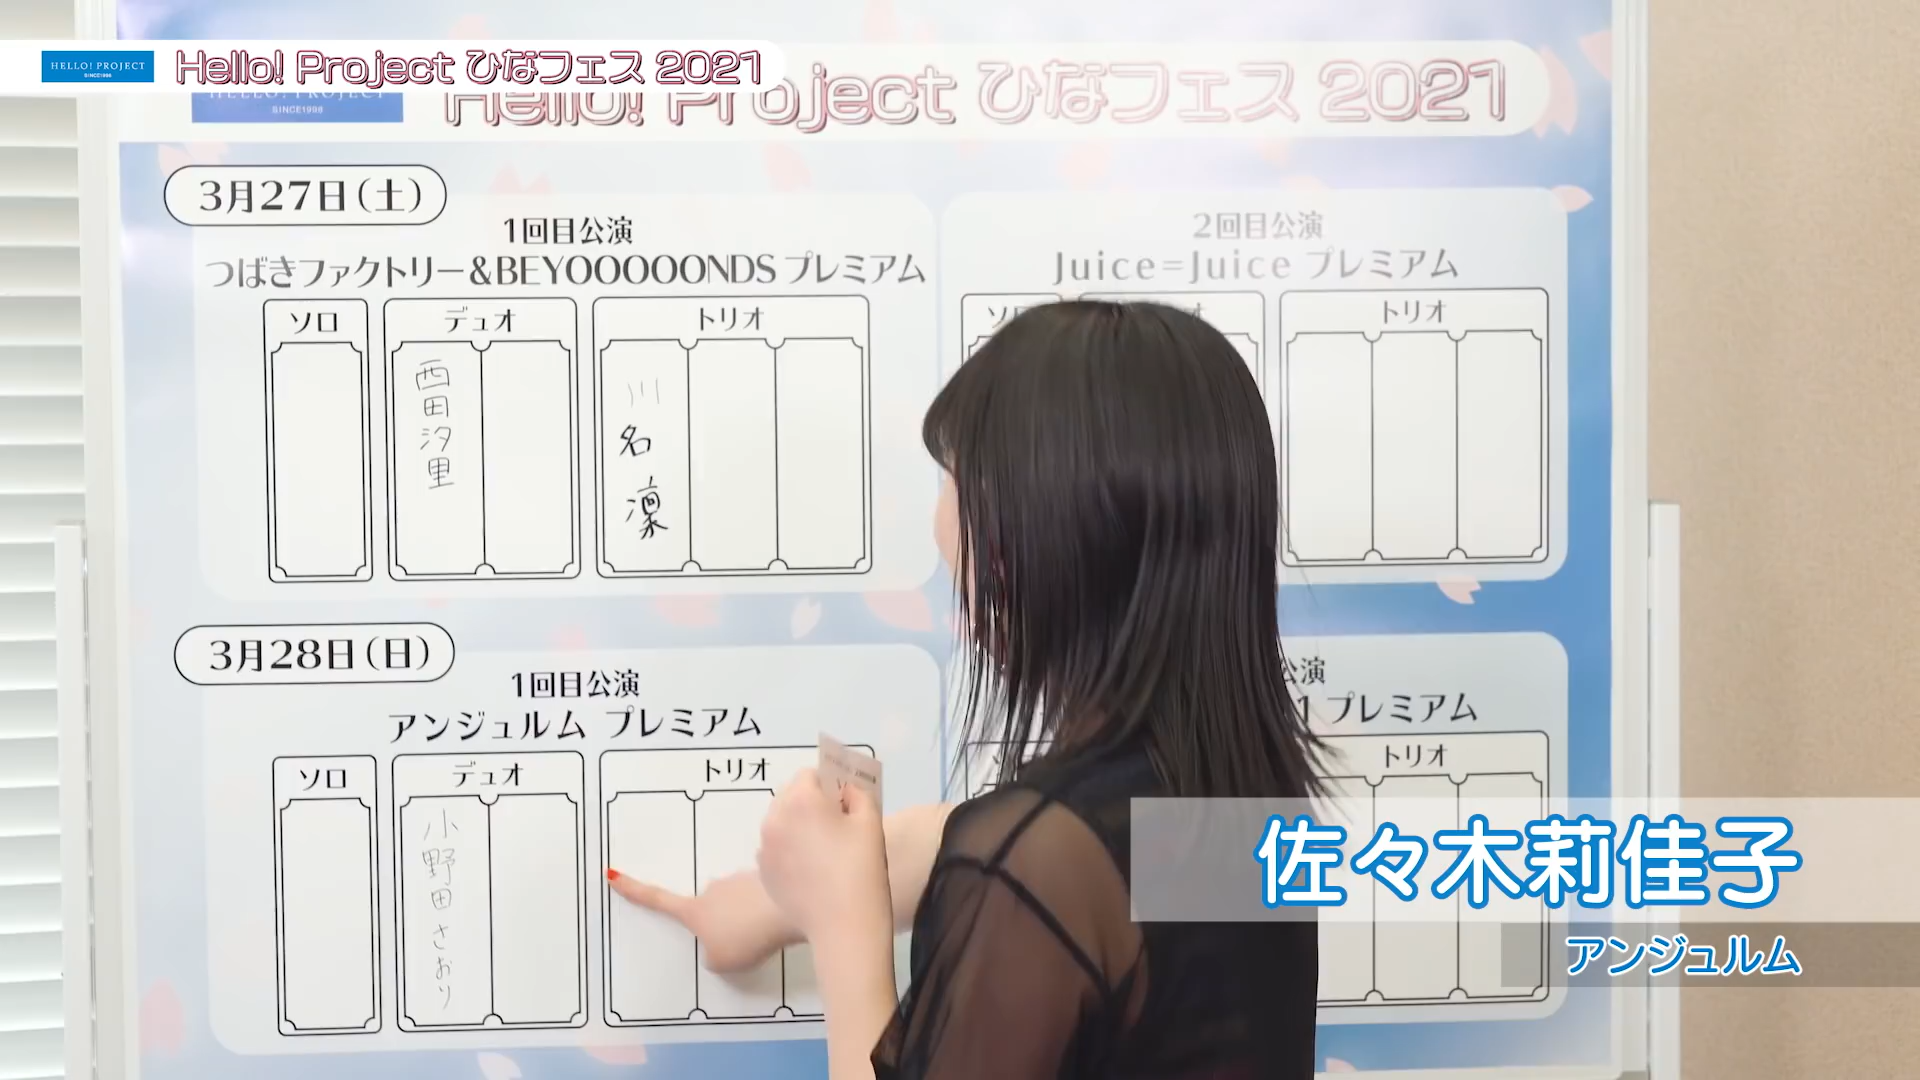 HELLO! PROJECT
SINCE1998
Hello! Project ひなフェス 2021
HELLO! PROJECT
SINCE1998
Hello! Project ひなフェス 2021
3月27日(土)
1回目公演
つばきファクトリー&BEYOOOOONDS プレミアム
ソロ
デュオ
トリオ
西田汐里
川名凜
2回目公演
Juice=Juice プレミアム
ソロ
トリオ
3月28日(日)
1回目公演
アンジュルム プレミアム
ソロ
デュオ
トリオ
小野田さおり
公演
1 プレミアム
トリオ
佐々木莉佳子
アンジュルム